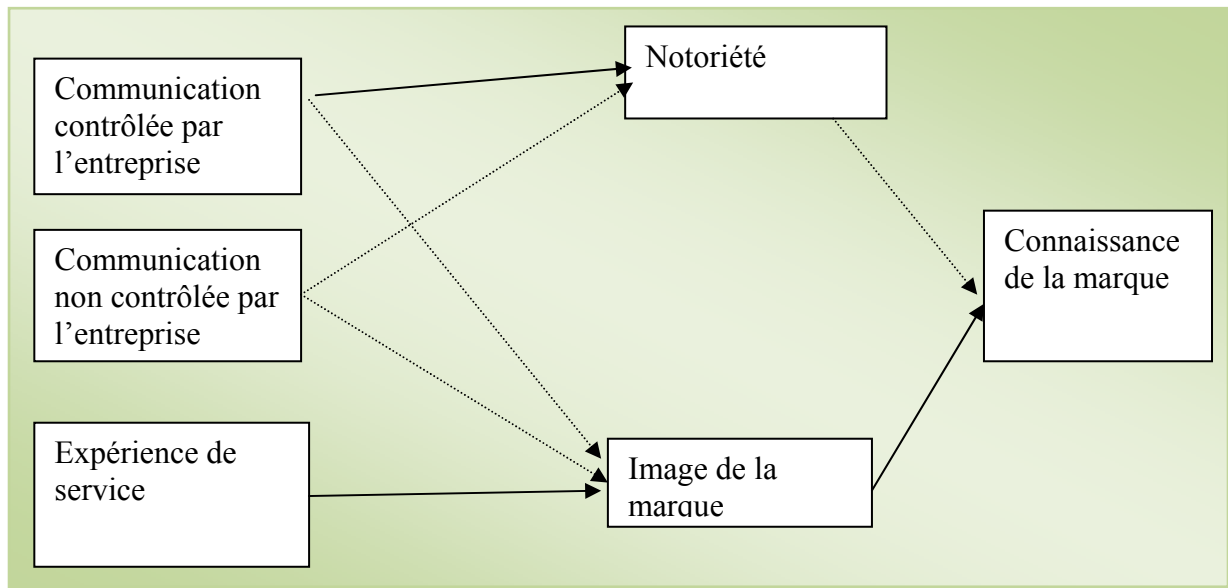 Communication
contrôlée par
l’entreprise
Communication
non contrôlée par
l’entreprise
Expérience de
service
Notoriété
Image de la
marque
Connaissance
de la marque